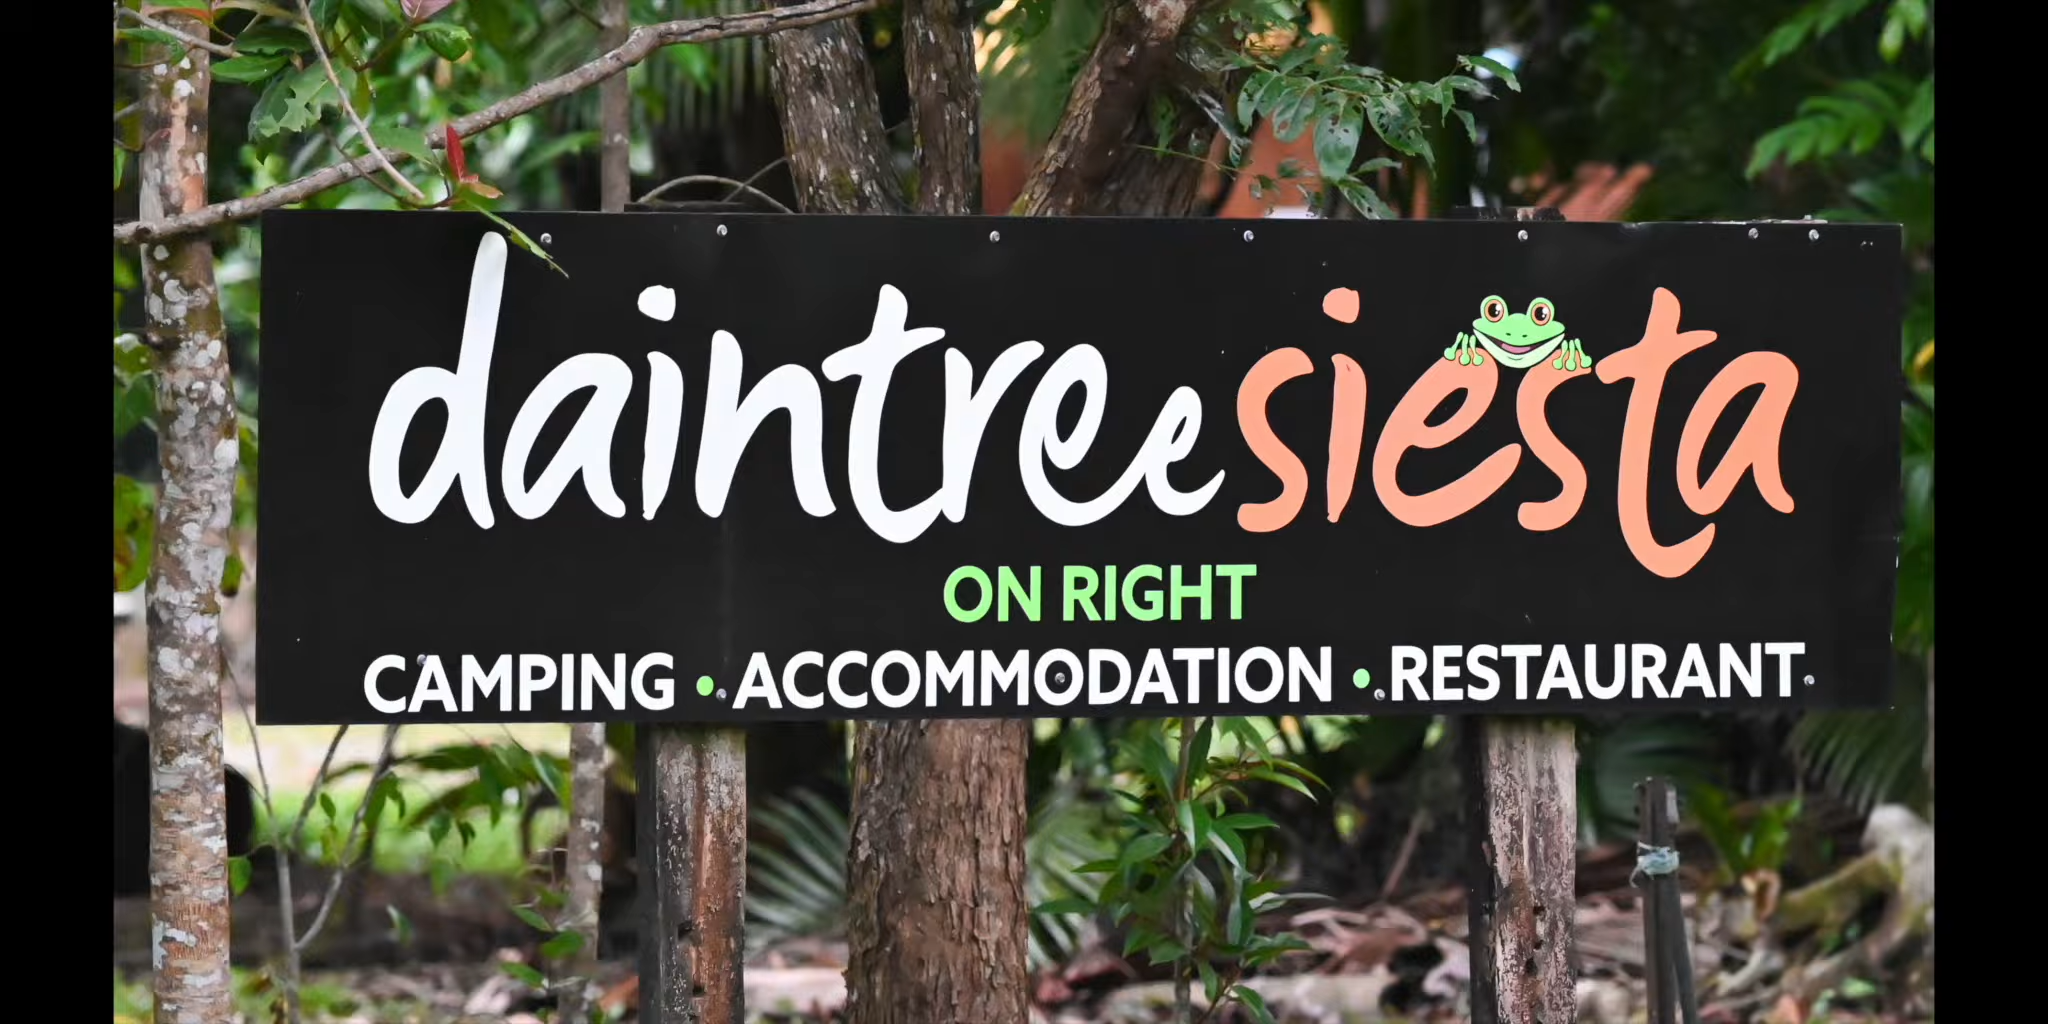 daintreesiesta
ON RIGHT
CAMPING • ACCOMMODATION • RESTAURANT